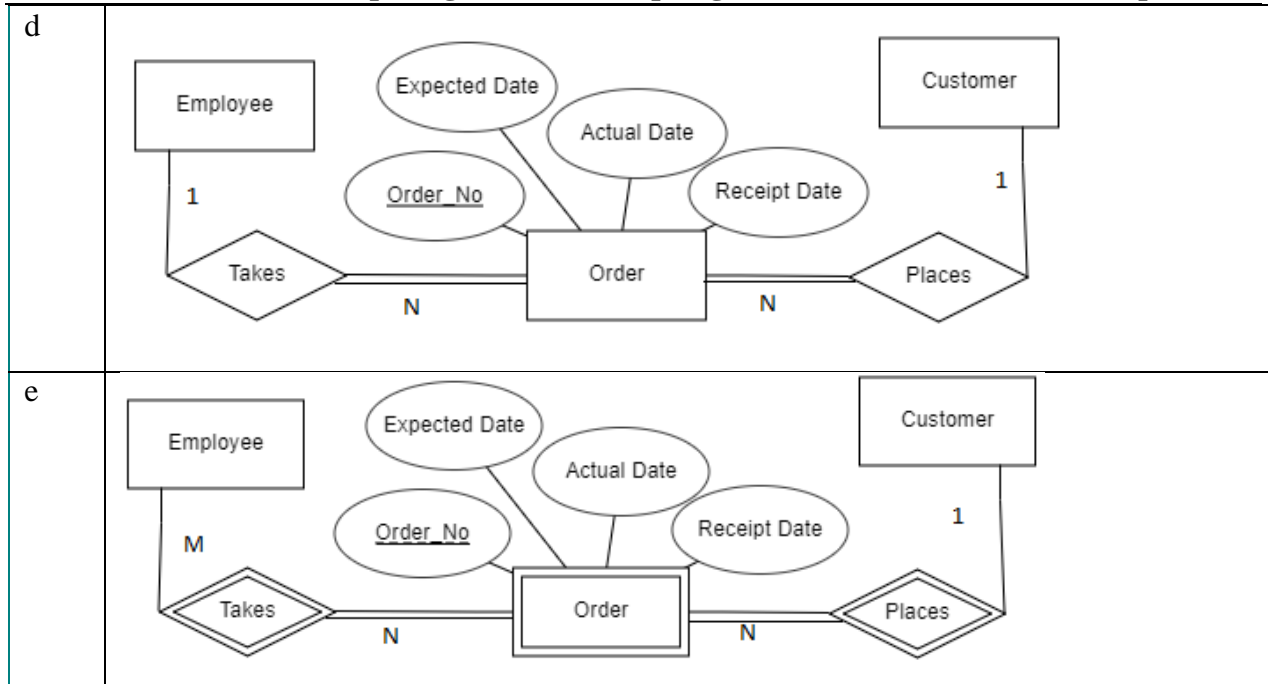 d
Employee
Expected Date
Customer
Actual Date
Order_No
Receipt Date
1
1
Takes
Order
Places
N
N
e
Employee
Expected Date
Customer
Actual Date
Order_No
Receipt Date
M
1
Takes
Order
Places
N
N